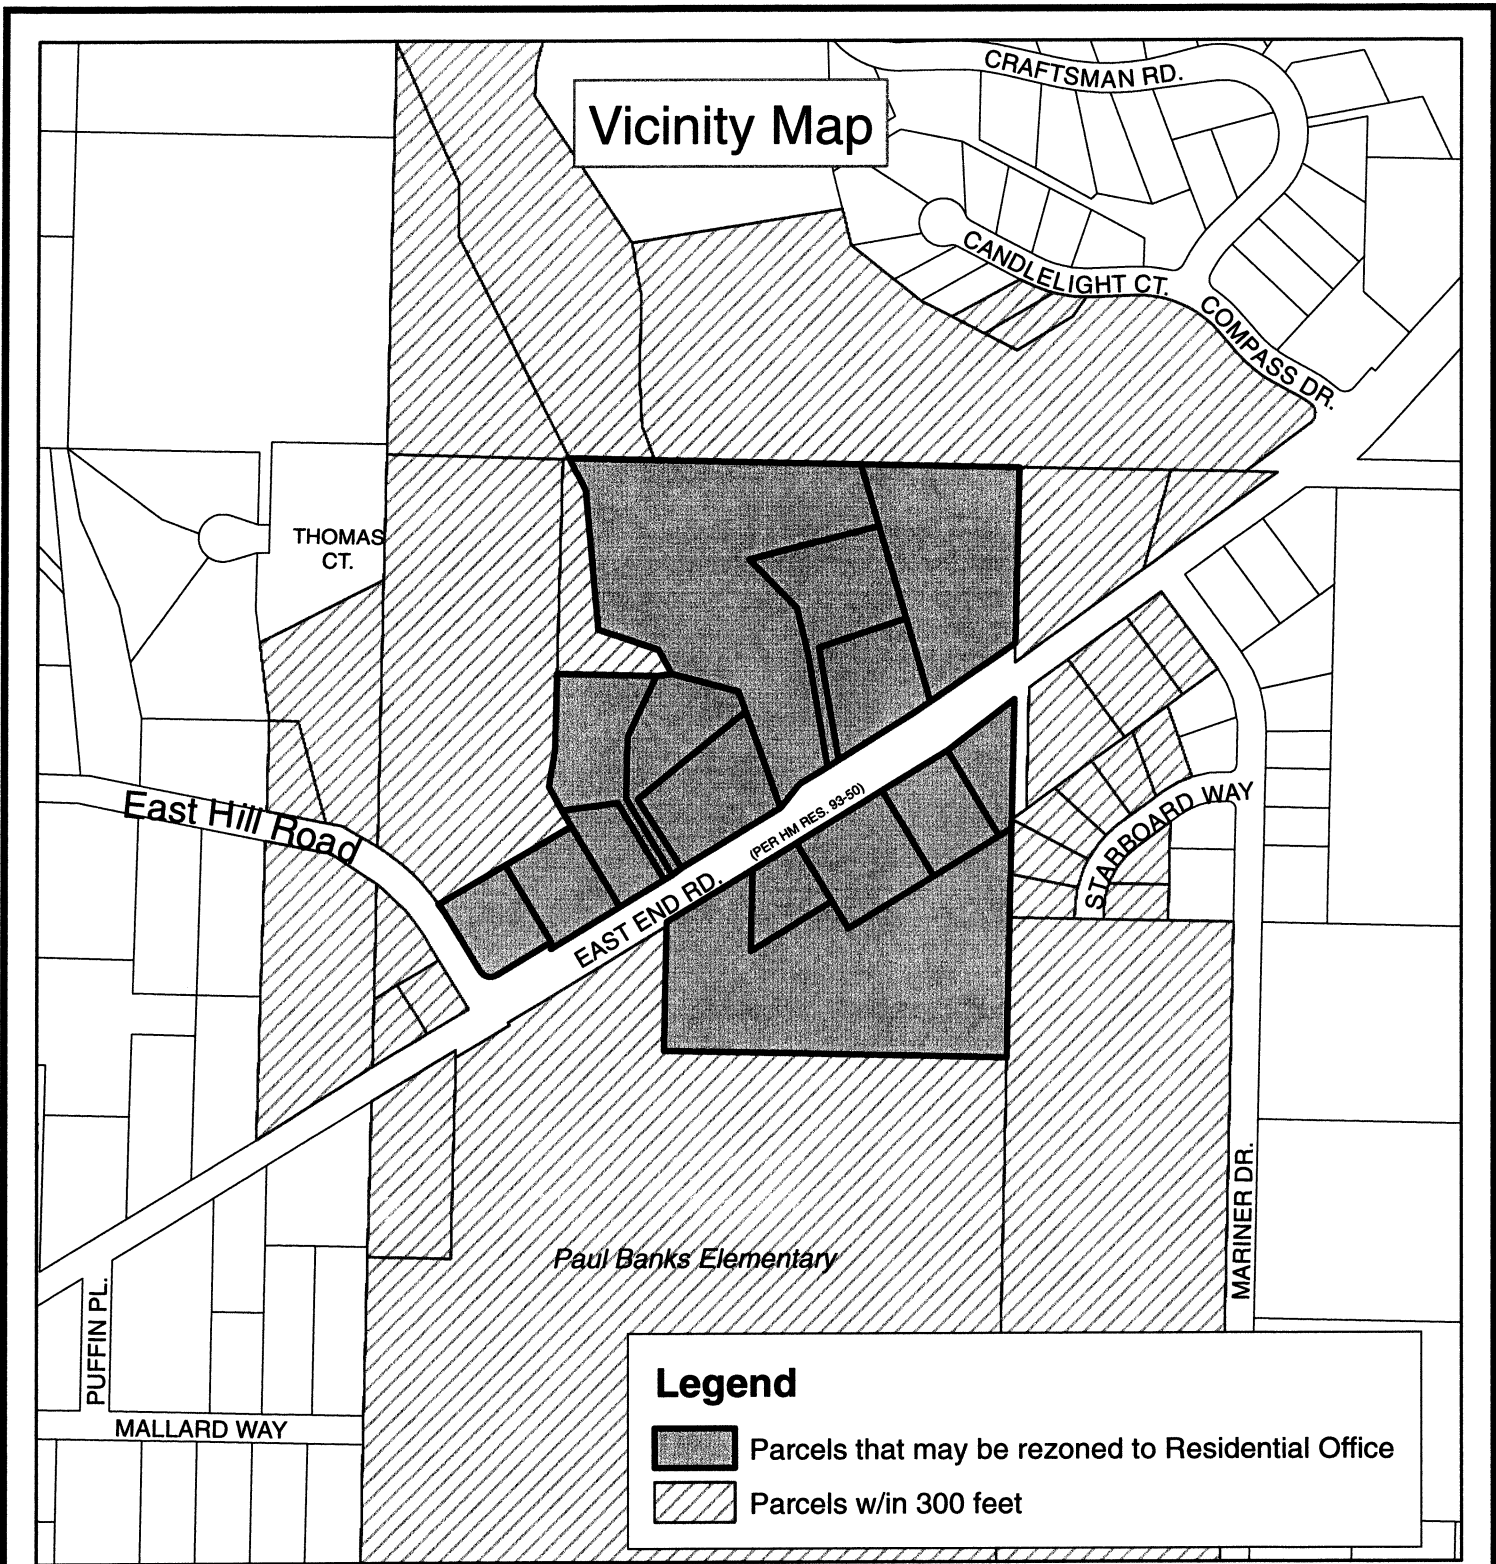 CRAFTSMAN RD.
Vicinity Map
CANDLELIGHT CT.
COMPASS DR.
THOMAS
CT.
East Hill Road
STARBOARD WAY
(PER HM RES. 93-50)
EAST END RD.
MARINER DR.
Paul Banks Elementary
PUFFIN PL.
MALLARD WAY
Legend
Parcels that may be rezoned to Residential Office
Parcels w/in 300 feet